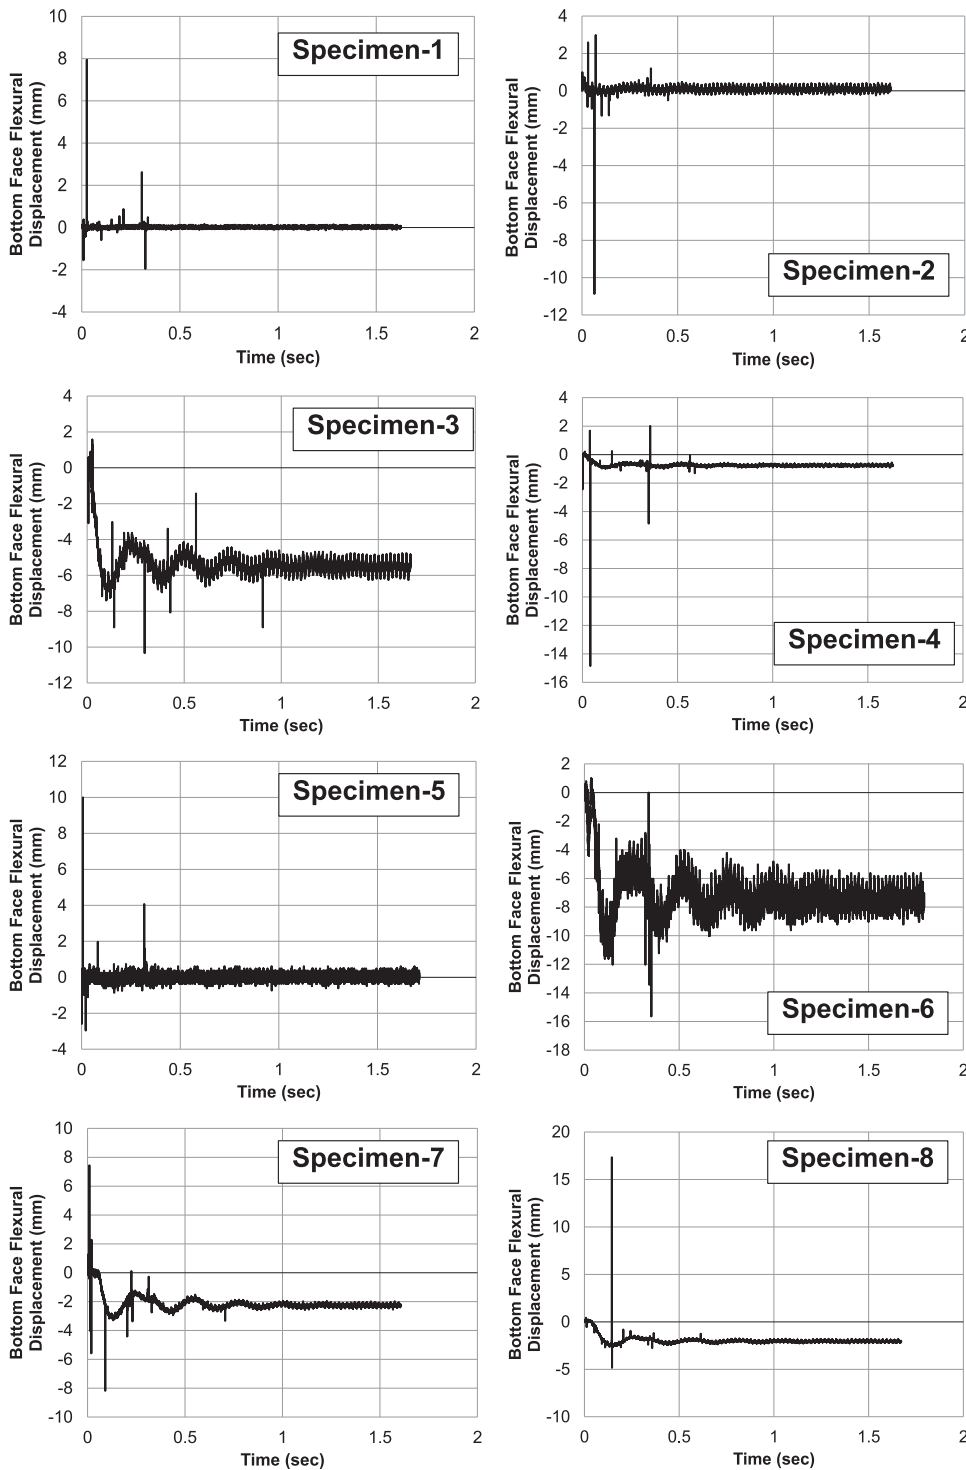 Specimen-1
Bottom Face Flexural
Displacement (mm)
10
8
6
4
2
0
-2
-4
0 0.5 1 1.5 2
Time (sec)
Specimen-2
Bottom Face Flexural
Displacement (mm)
4
2
0
-2
-4
-6
-8
-10
-12
0 0.5 1 1.5 2
Time (sec)
Specimen-3
Bottom Face Flexural
Displacement (mm)
4
2
0
-2
-4
-6
-8
-10
-12
0 0.5 1 1.5 2
Time (sec)
Specimen-4
Bottom Face Flexural
Displacement (mm)
4
2
0
-2
-4
-6
-8
-10
-12
-14
-16
0 0.5 1 1.5 2
Time (sec)
Specimen-5
Bottom Face Flexural
Displacement (mm)
12
10
8
6
4
2
0
-2
-4
0 0.5 1 1.5 2
Time (sec)
Specimen-6
Bottom Face Flexural
Displacement (mm)
2
0
-2
-4
-6
-8
-10
-12
-14
-16
-18
0 0.5 1 1.5 2
Time (sec)
Specimen-7
Bottom Face Flexural
Displacement (mm)
10
8
6
4
2
0
-2
-4
-6
-8
-10
0 0.5 1 1.5 2
Time (sec)
Specimen-8
Bottom Face Flexural
Displacement (mm)
20
15
10
5
0
-5
-10
0 0.5 1 1.5 2
Time (sec)